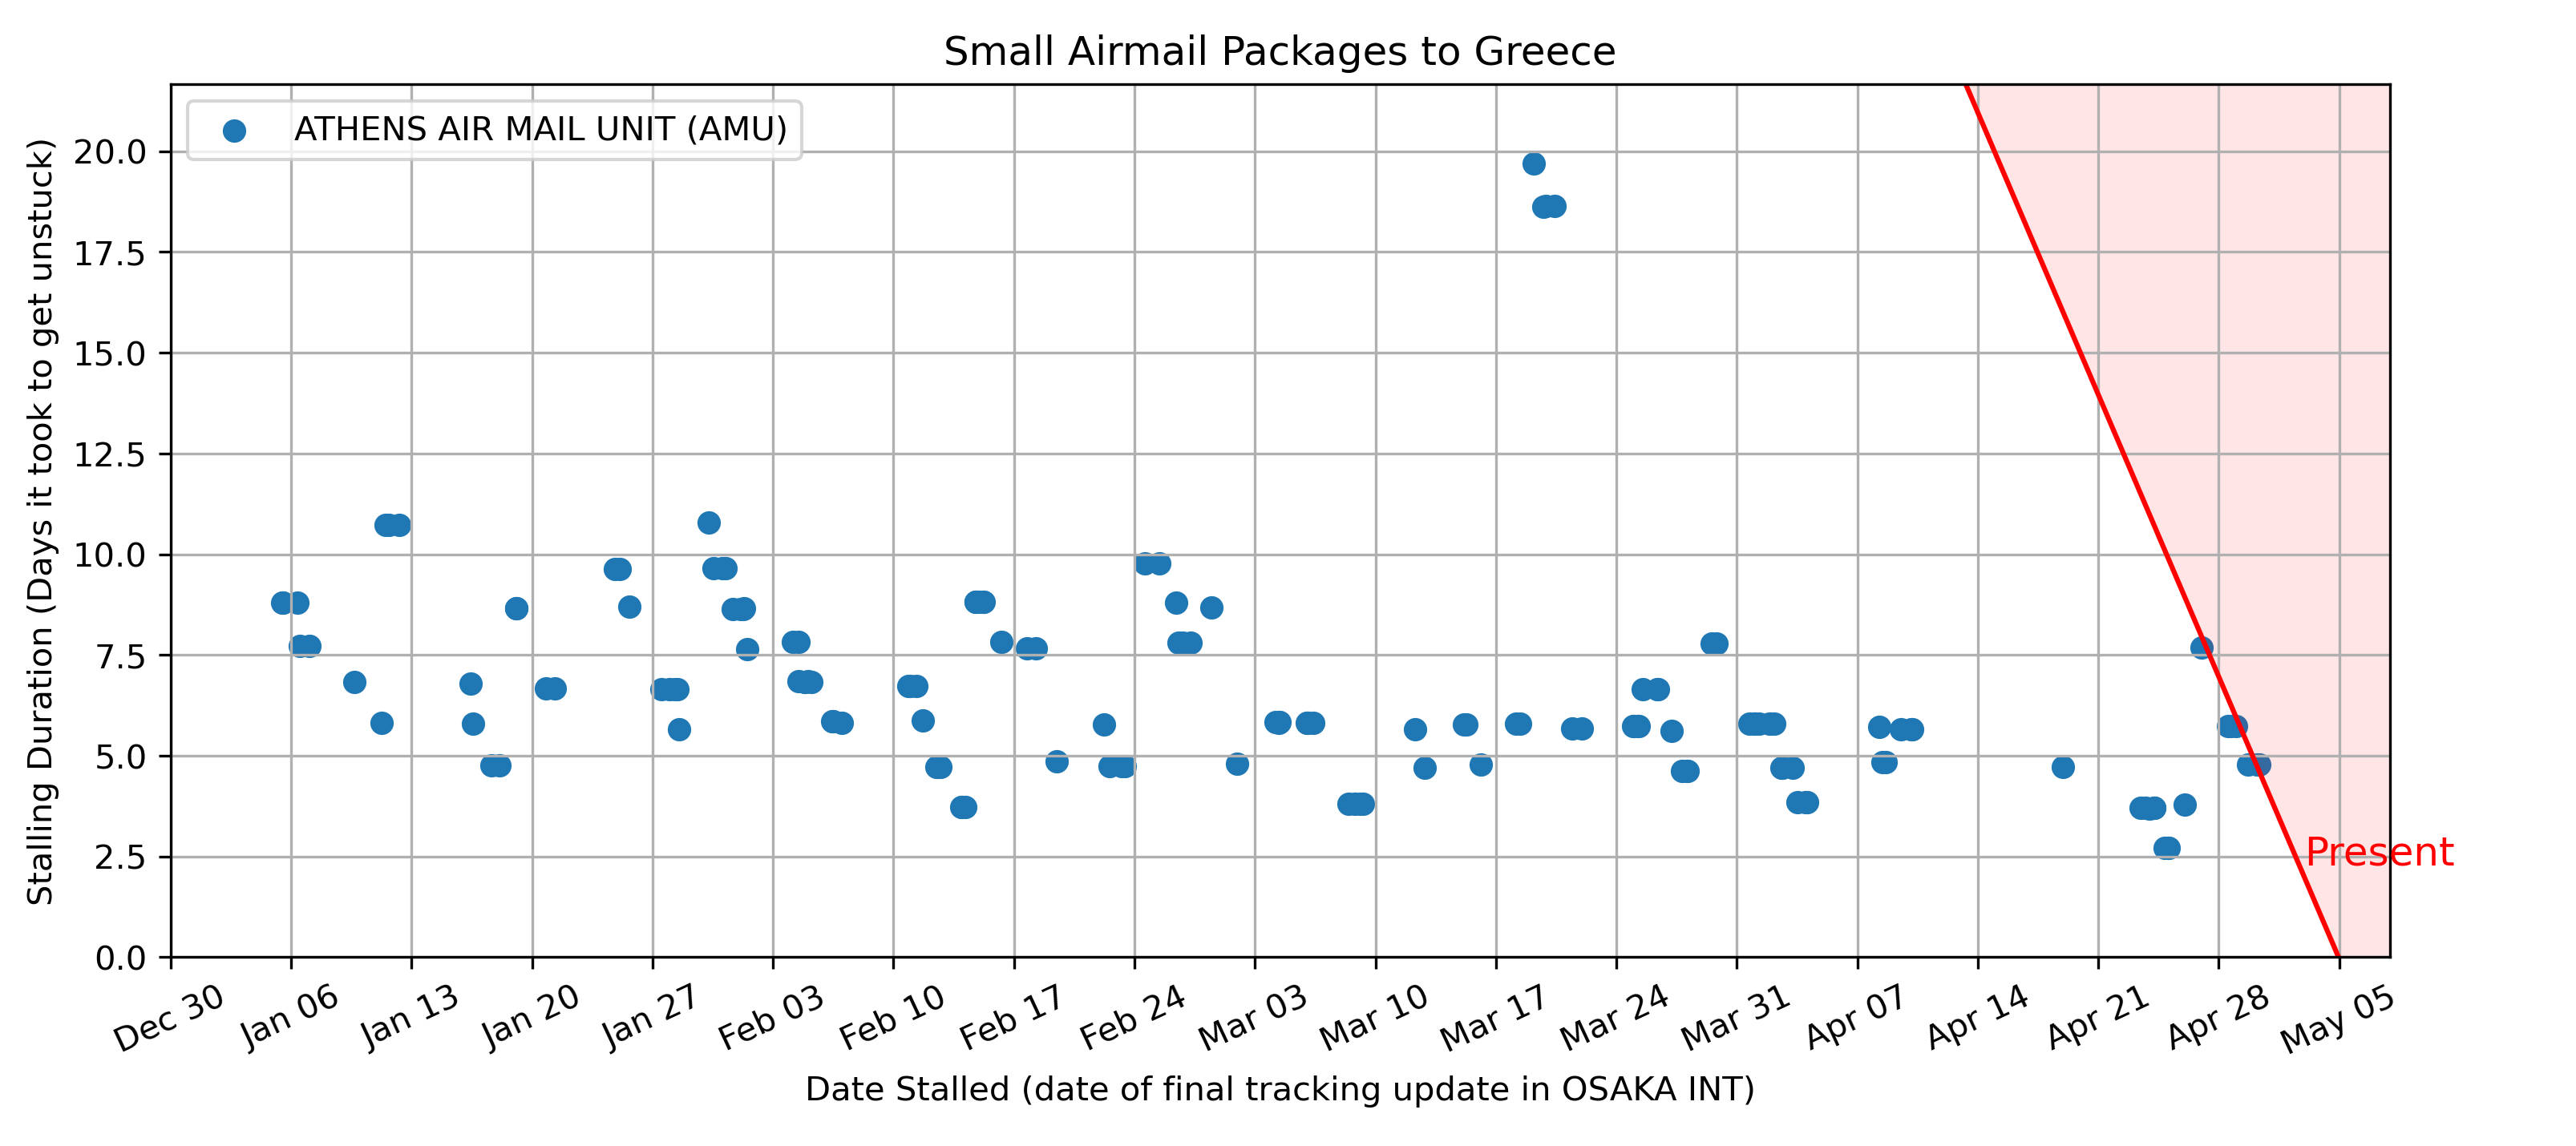 Small Airmail Packages to Greece
ATHENS AIR MAIL UNIT (AMU)
Stalling Duration (Days it took to get unstuck)
20.0
17.5
15.0
12.5
10.0
7.5
5.0
2.5
0.0
Present
Dec 30 Jan 06 Jan 13 Jan 20 Jan 27 Feb 03 Feb 10 Feb 17 Feb 24 Mar 03 Mar 10 Mar 17 Mar 24 Mar 31 Apr 07 Apr 14 Apr 21 Apr 28 May 05
Date Stalled (date of final tracking update in OSAKA INT)